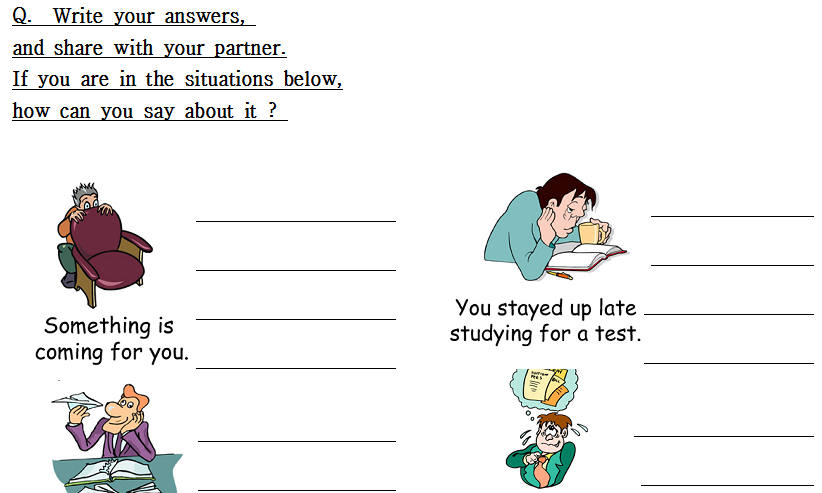 Q. Write your answers,
and share with your partner.
If you are in the situations below,
how can you say about it ?
Something is
coming for you.
You stayed up late
studying for a test.